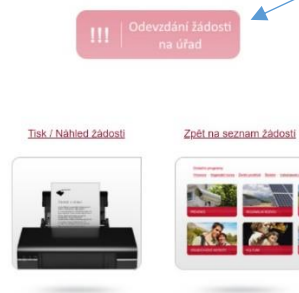 !!! Odevzdání žádosti
na úřad
Tisk / Náhled žádosti
Zpět na seznam žádostí